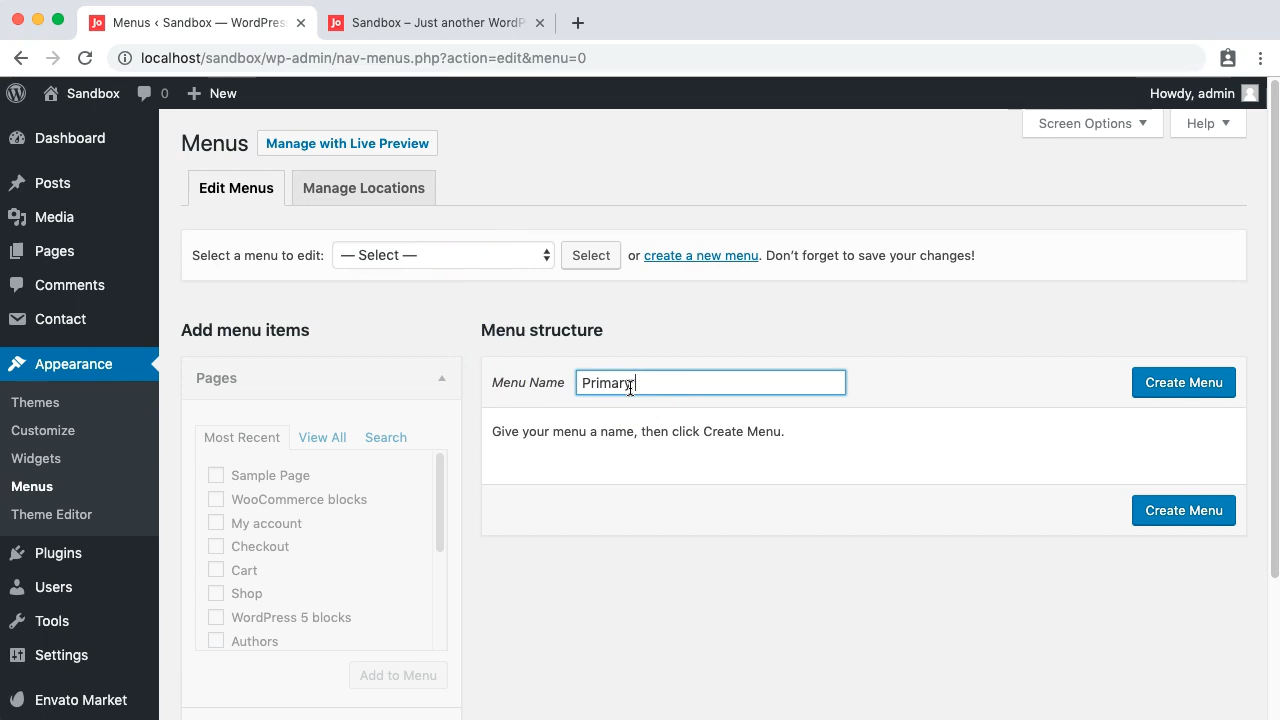 Menus ‹ Sandbox — WordPress
Sandbox – Just another WordP
localhost/sandbox/wp-admin/nav-menus.php?action=edit&menu=0
Sandbox
0
New
Howdy, admin
Screen Options
Help
Dashboard
Posts
Media
Pages
Comments
Contact
Appearance
Themes
Customize
Widgets
Menus
Theme Editor
Plugins
Users
Tools
Settings
Envato Market
Menus
Manage with Live Preview
Edit Menus
Manage Locations
Select a menu to edit:
— Select —
Select
or create a new menu. Don’t forget to save your changes!
Add menu items
Pages
Most Recent
View All
Search
Sample Page
WooCommerce blocks
My account
Checkout
Cart
Shop
WordPress 5 blocks
Authors
Add to Menu
Menu structure
Menu Name
Primary
Create Menu
Give your menu a name, then click Create Menu.
Create Menu